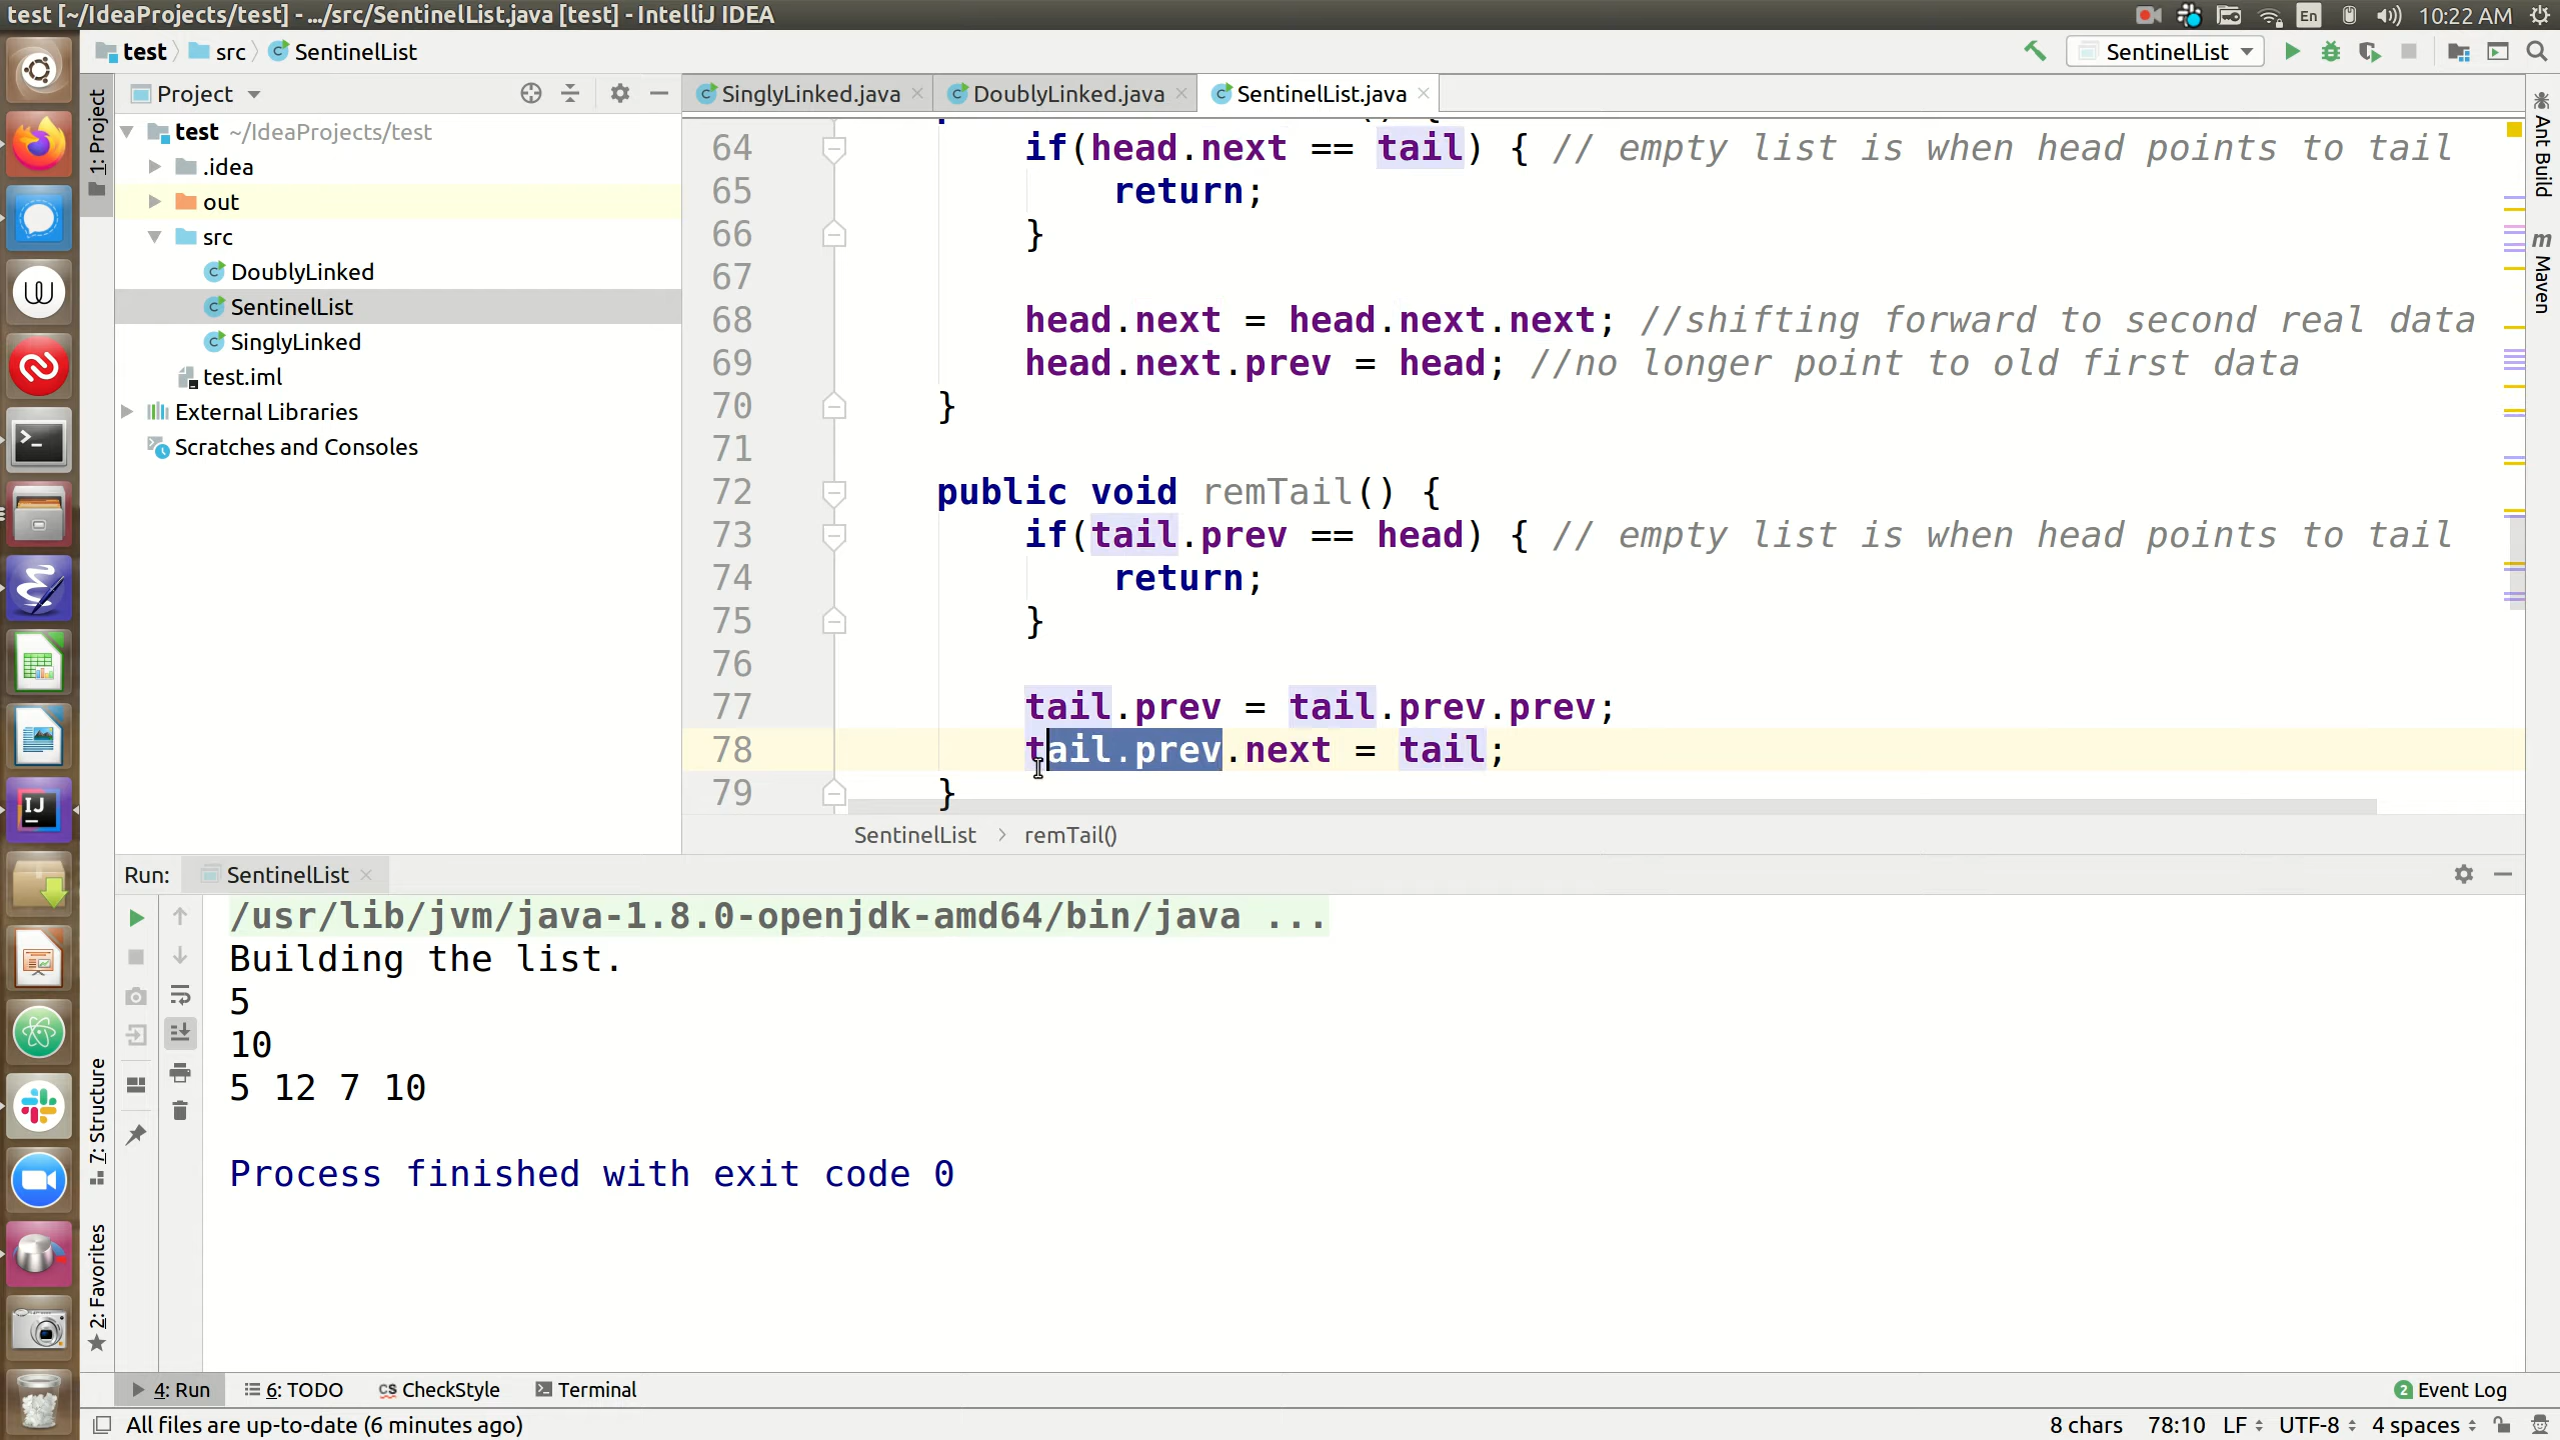 test [~/IdeaProjects/test] - .../src/SentinelList.java [test] - IntelliJ IDEA
En
10:22 AM
test
src
SentinelList
SentinelList
1: Project
Project
SinglyLinked.java
DoublyLinked.java
SentinelList.java
test ~/IdeaProjects/test
.idea
out
src
DoublyLinked
SentinelList
SinglyLinked
test.iml
External Libraries
Scratches and Consoles
64 if(head.next == tail) { // empty list is when head points to tail
65 return;
66 }
67
68 head.next = head.next.next; //shifting forward to second real data
69 head.next.prev = head; //no longer point to old first data
70 }
71
72 public void remTail() {
73 if(tail.prev == head) { // empty list is when head points to tail
74 return;
75 }
76
77 tail.prev = tail.prev.prev;
78 tail.prev.next = tail;
79 }
SentinelList
remTail()
Ant Build
Maven
Run:
SentinelList
/usr/lib/jvm/java-1.8.0-openjdk-amd64/bin/java ...
Building the list.
5
10
5 12 7 10
Process finished with exit code 0
7: Structure
2: Favorites
4: Run
6: TODO
CheckStyle
Terminal
2 Event Log
All files are up-to-date (6 minutes ago)
8 chars
78:10
LF
UTF-8
4 spaces